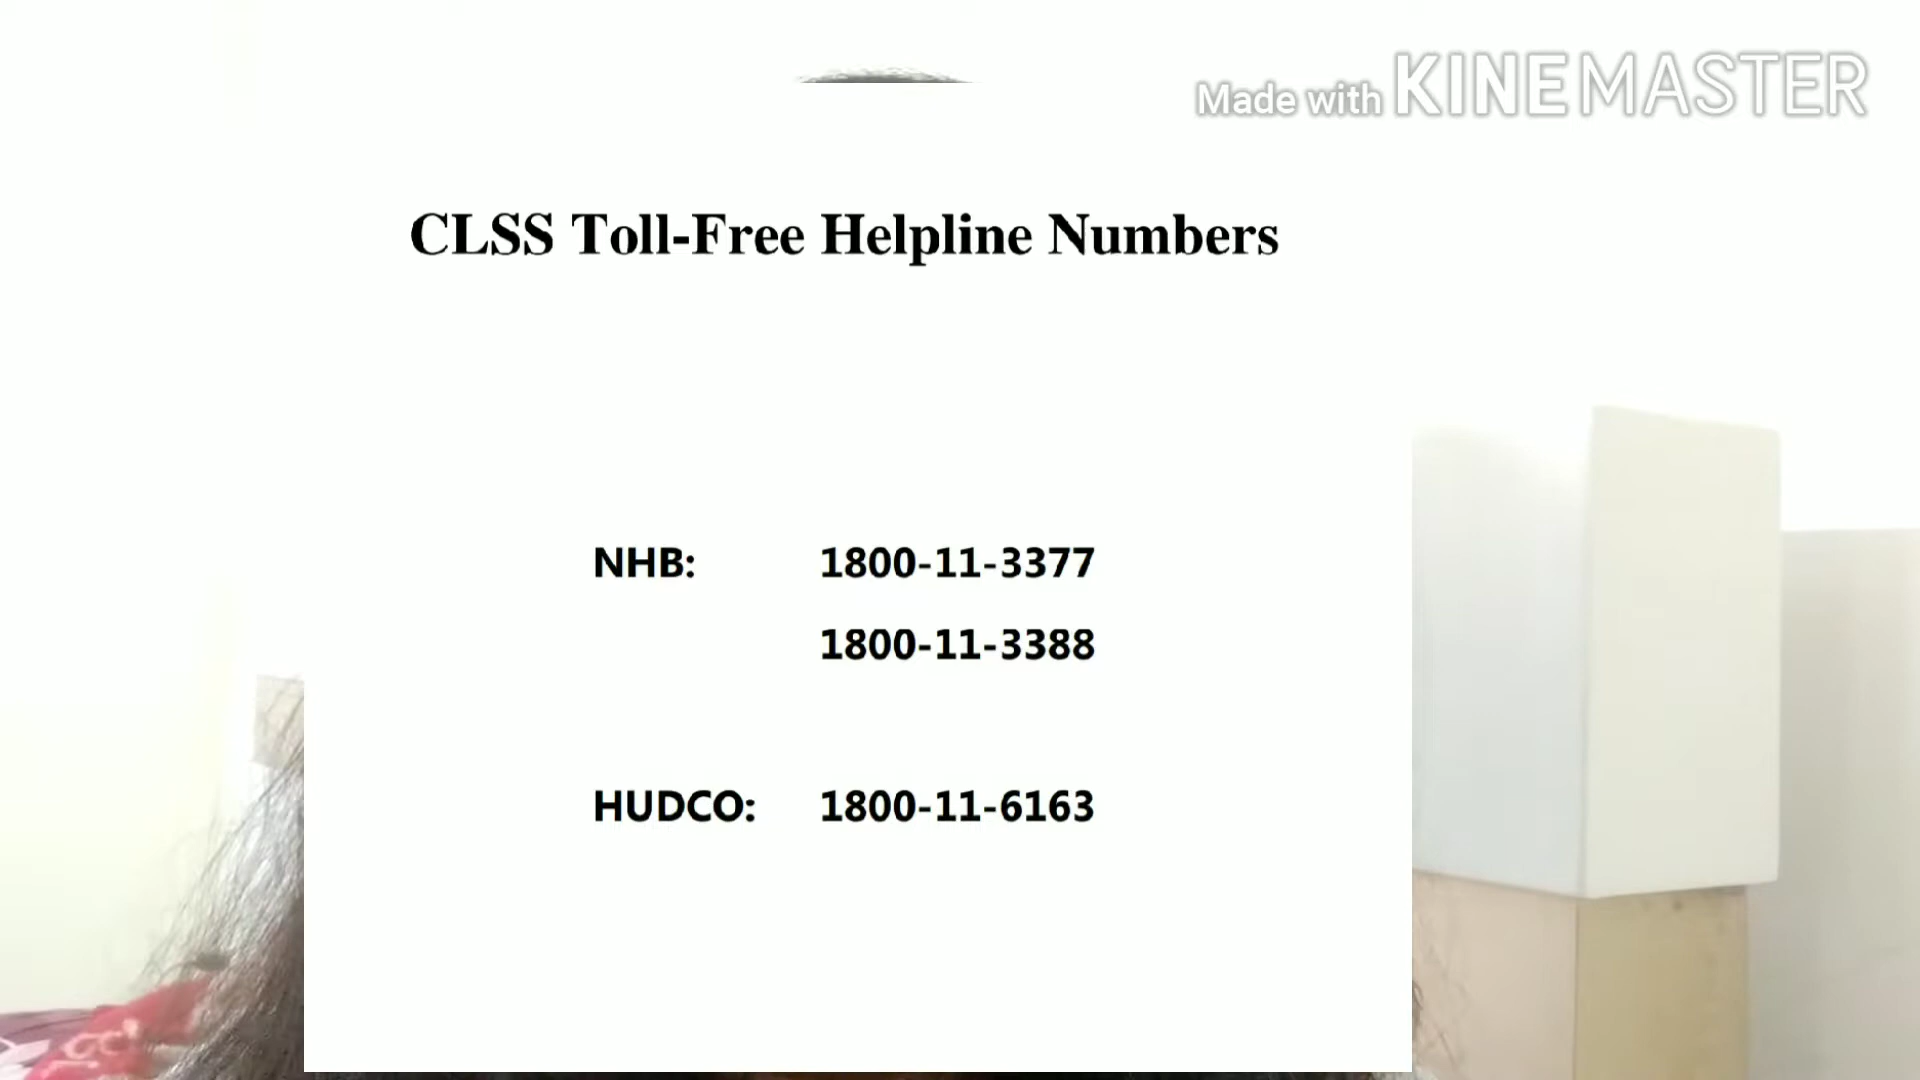 Made with KINEMASTER
CLSS Toll-Free Helpline Numbers
NHB: 1800-11-3377
1800-11-3388
HUDCO: 1800-11-6163